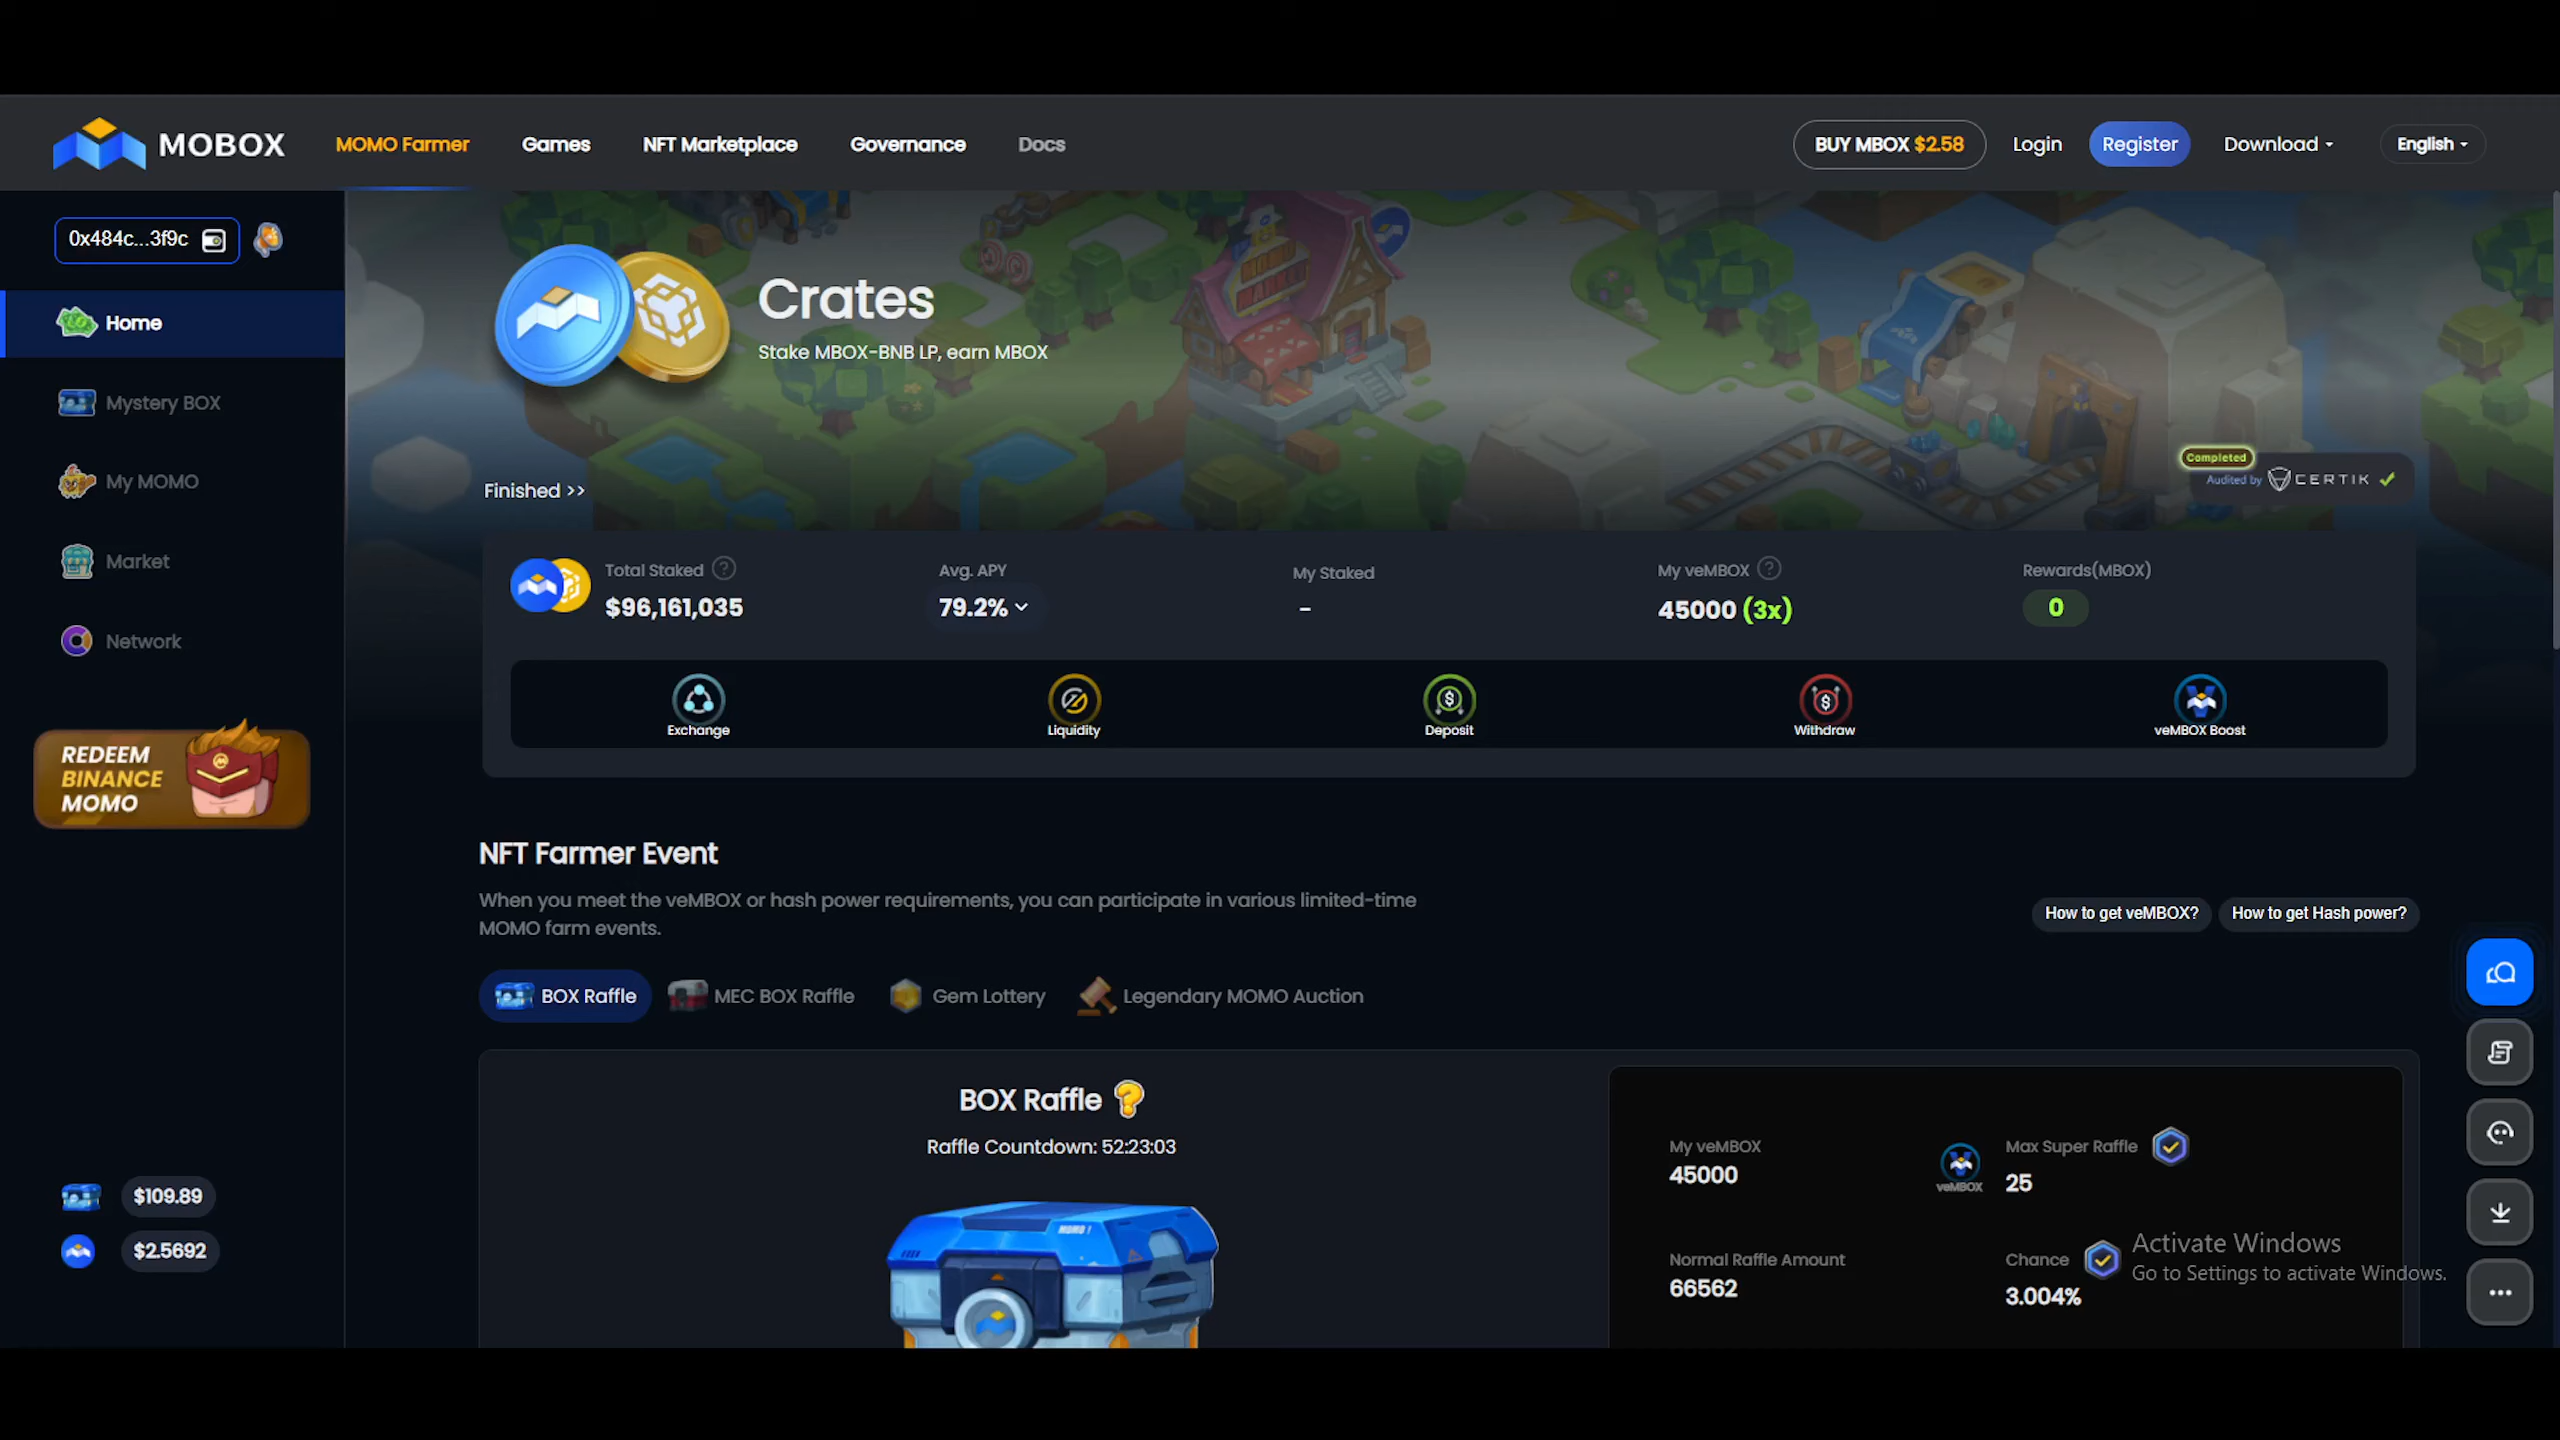 MOBOX
MOMO Farmer
Games
NFT Marketplace
Governance
Docs
BUY MBOX $2.58
Login
Register
Download
English
0x484c...3f9c
Home
Mystery BOX
My MOMO
Market
Network
REDEEM
BINANCE
MOMO
$109.89
$2.5692
Crates
Stake MBOX-BNB LP, earn MBOX
Finished >>
Completed
Audited by CERTIK
Total Staked ?
$96,161,035
Avg. APY
79.2%
My Staked
-
My veMBOX ?
45000 (3x)
Rewards(MBOX)
0
Exchange
Liquidity
Deposit
Withdraw
veMBOX Boost
NFT Farmer Event
When you meet the veMBOX or hash power requirements, you can participate in various limited-time
MOMO farm events.
How to get veMBOX?
How to get Hash power?
BOX Raffle
MEC BOX Raffle
Gem Lottery
Legendary MOMO Auction
BOX Raffle ?
Raffle Countdown: 52:23:03
MOMO !
My veMBOX
45000
veMBOX
Max Super Raffle
25
Normal Raffle Amount
66562
Chance
3.004%
Activate Windows
Go to Settings to activate Windows.